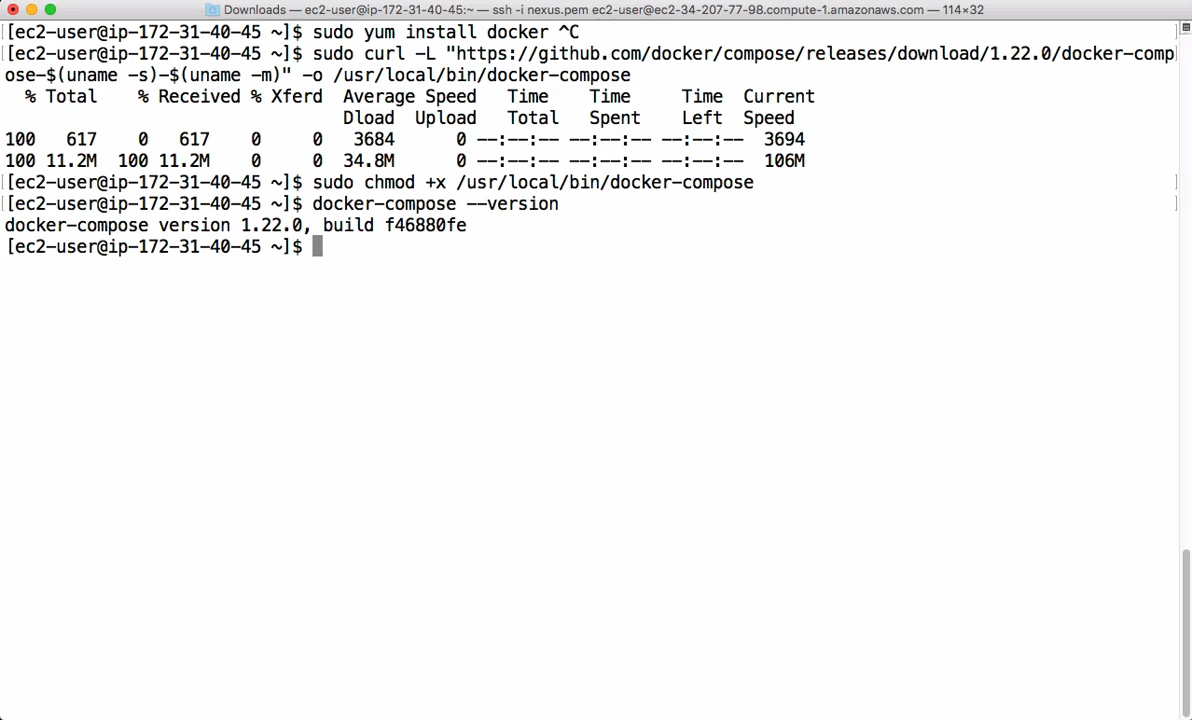 Downloads — ec2-user@ip-172-31-40-45:~ — ssh -i nexus.pem ec2-user@ec2-34-207-77-98.compute-1.amazonaws.com — 114×32
[ec2-user@ip-172-31-40-45 ~]$ sudo yum install docker ^C
[ec2-user@ip-172-31-40-45 ~]$ sudo curl -L "https://github.com/docker/compose/releases/download/1.22.0/docker-comp
ose-$(uname -s)-$(uname -m)" -o /usr/local/bin/docker-compose
  % Total    % Received % Xferd  Average Speed   Time    Time     Time  Current
                                 Dload  Upload   Total   Spent    Left  Speed
100   617    0   617    0     0   3684      0 --:--:-- --:--:-- --:--:--  3694
100 11.2M  100 11.2M    0     0  34.8M      0 --:--:-- --:--:-- --:--:--  106M
[ec2-user@ip-172-31-40-45 ~]$ sudo chmod +x /usr/local/bin/docker-compose
[ec2-user@ip-172-31-40-45 ~]$ docker-compose --version
docker-compose version 1.22.0, build f46880fe
[ec2-user@ip-172-31-40-45 ~]$